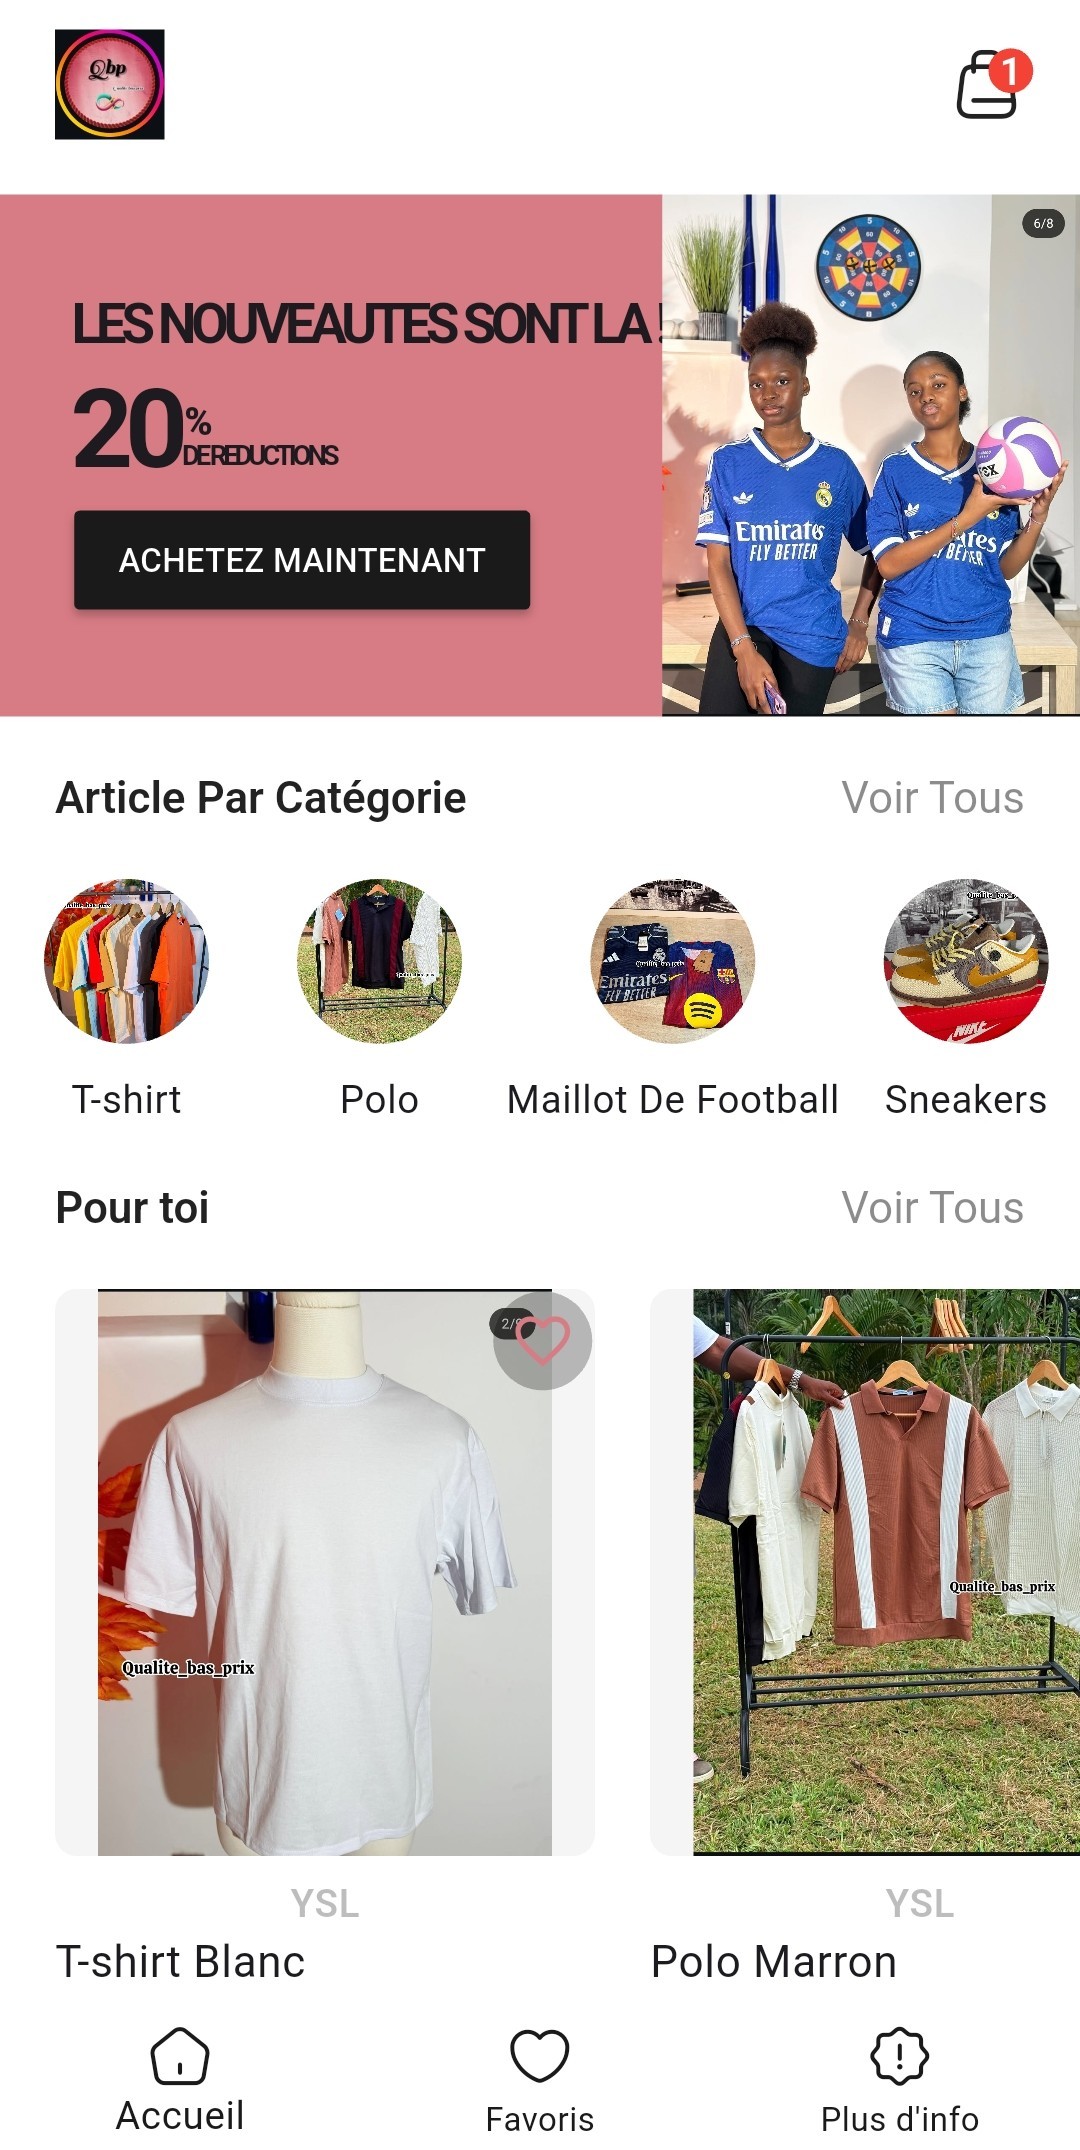 Qbp
1
6/8
LES NOUVEAUTES SONT LA !
20%
DE REDUCTIONS
ACHETEZ MAINTENANT
Emirates
FLY BETTER
Emirates
FLY BETTER
Article Par Catégorie
Voir Tous
Emirates
FLY BETTER
NIKE
T-shirt
Polo
Maillot De Football
Sneakers
Pour toi
Voir Tous
Qualite_bas_prix
Qualite_bas_prix
YSL
YSL
T-shirt Blanc
Polo Marron
Accueil
Favoris
Plus d'info